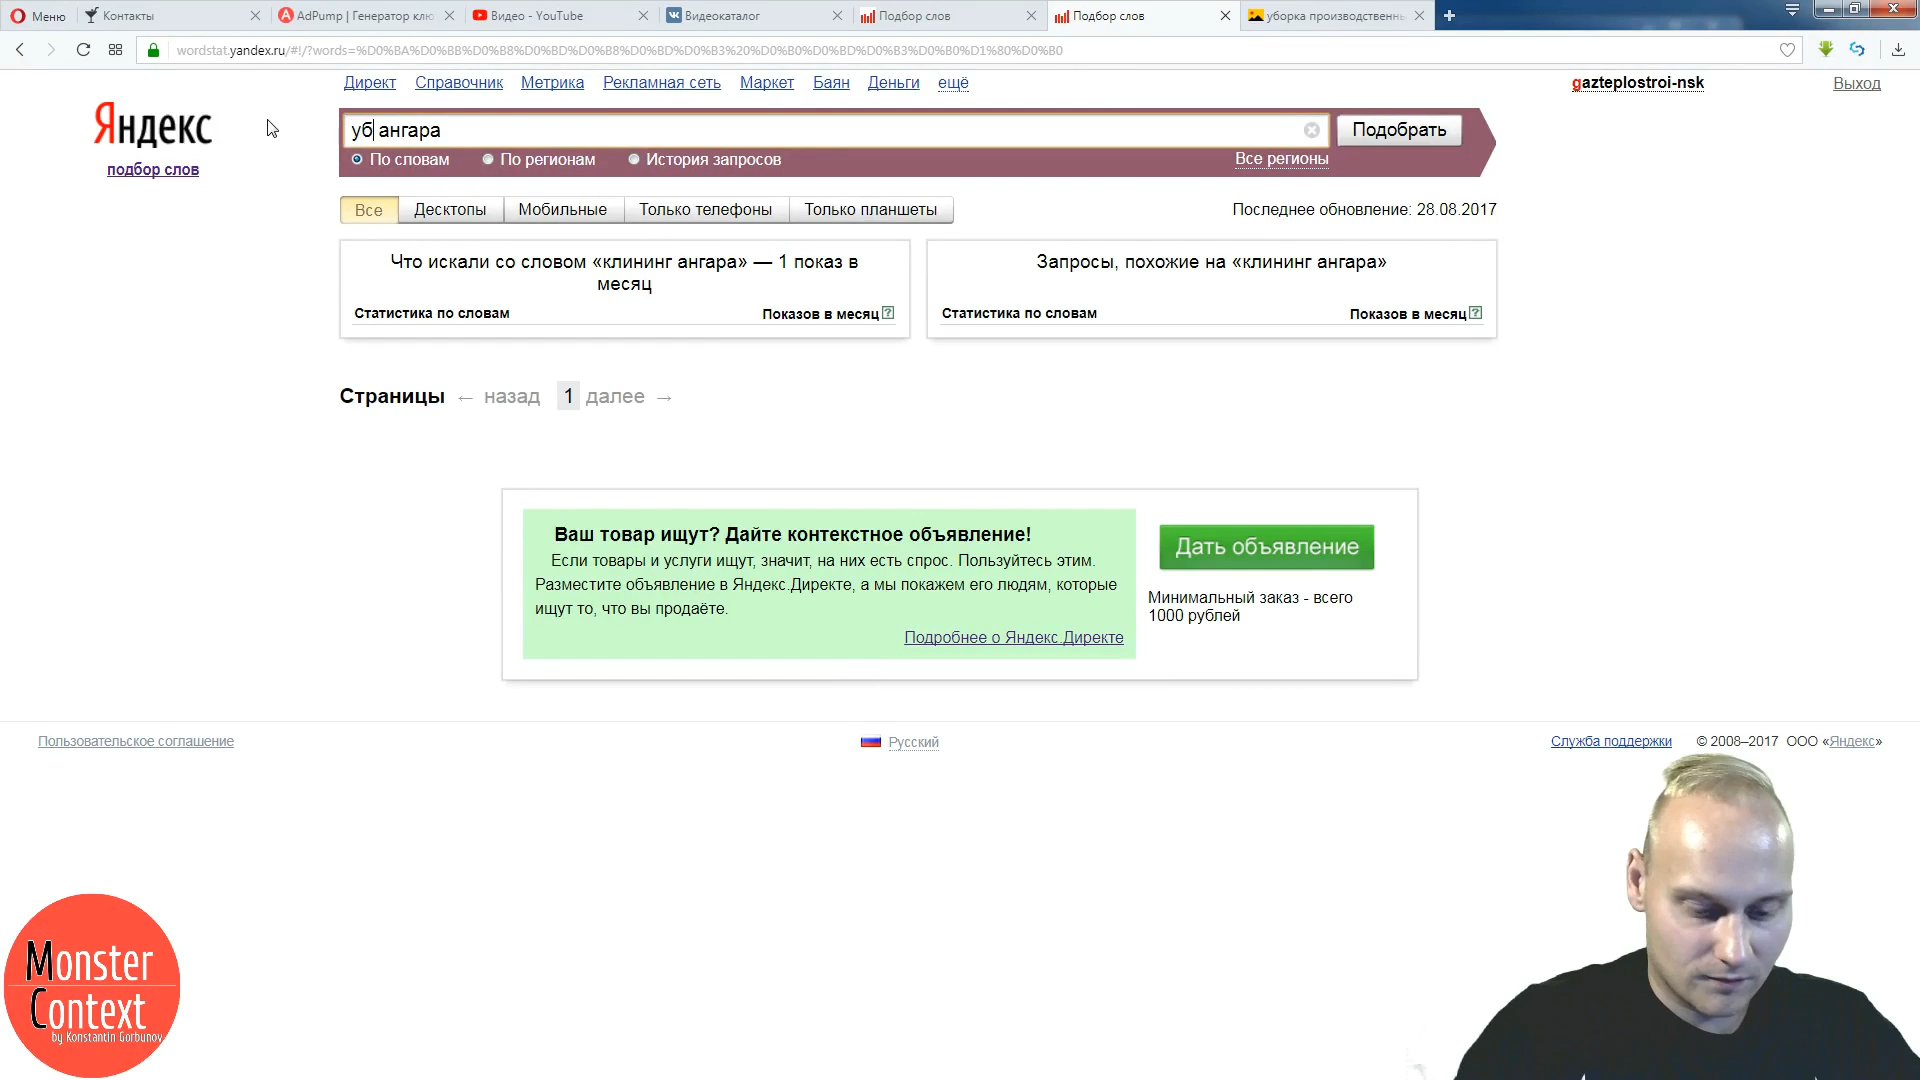 Меню
Контакты
AdPump | Генератор клю
Видео - YouTube
Видеокаталог
Подбор слов
Подбор слов
уборка производственнь
wordstat.yandex.ru/#!/?words=%D0%BA%D0%BB%D0%B8%D0%BD%D0%B8%D0%BD%D0%B3%20%D0%B0%D0%BD%D0%B3%D0%B0%D1%80%D0%B0
Директ Справочник Метрика Рекламная сеть Маркет Баян Деньги ещё
gazteplostroi-nsk
Выход
Яндекс
подбор слов
уб ангара
Подобрать
По словам По регионам История запросов
Все регионы
Все Десктопы Мобильные Только телефоны Только планшеты
Последнее обновление: 28.08.2017
Что искали со словом «клининг ангара» — 1 показ в
месяц
Статистика по словам Показов в месяц ?
Запросы, похожие на «клининг ангара»
Статистика по словам Показов в месяц ?
Страницы ← назад 1 далее →
Ваш товар ищут? Дайте контекстное объявление!
Если товары и услуги ищут, значит, на них есть спрос. Пользуйтесь этим.
Разместите объявление в Яндекс.Директе, а мы покажем его людям, которые
ищут то, что вы продаёте.
Подробнее о Яндекс.Директе
Дать объявление
Минимальный заказ - всего
1000 рублей
Пользовательское соглашение
Русский
Служба поддержки
© 2008–2017 ООО «Яндекс»
Monster
Context
by Konstantin Gorbunov